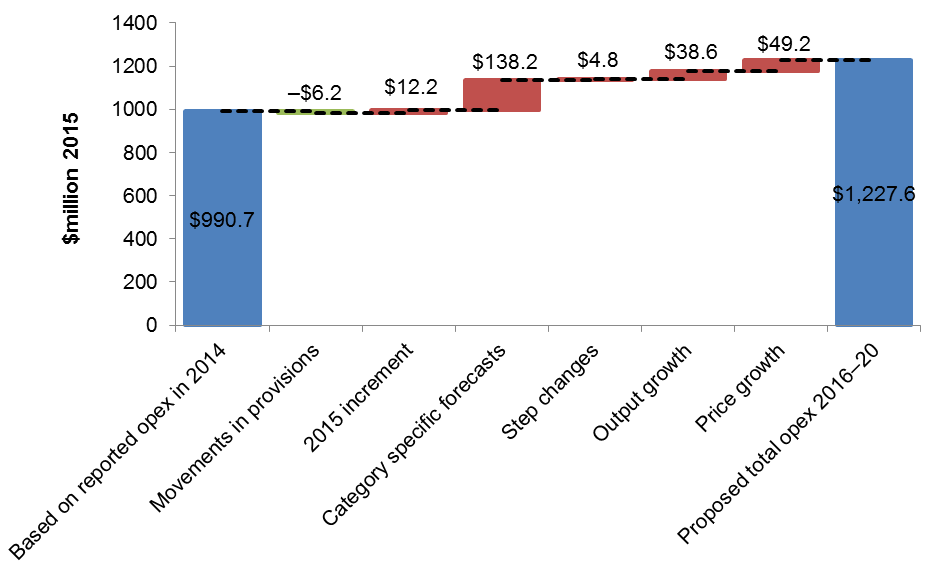 $million 2015
1400
1200
1000
800
600
400
200
0
$990.7
–$6.2
$12.2
$138.2
$4.8
$38.6
$49.2
$1,227.6
Based on reported opex in 2014
Movements in provisions
2015 increment
Category specific forecasts
Step changes
Output growth
Price growth
Proposed total opex 2016–20